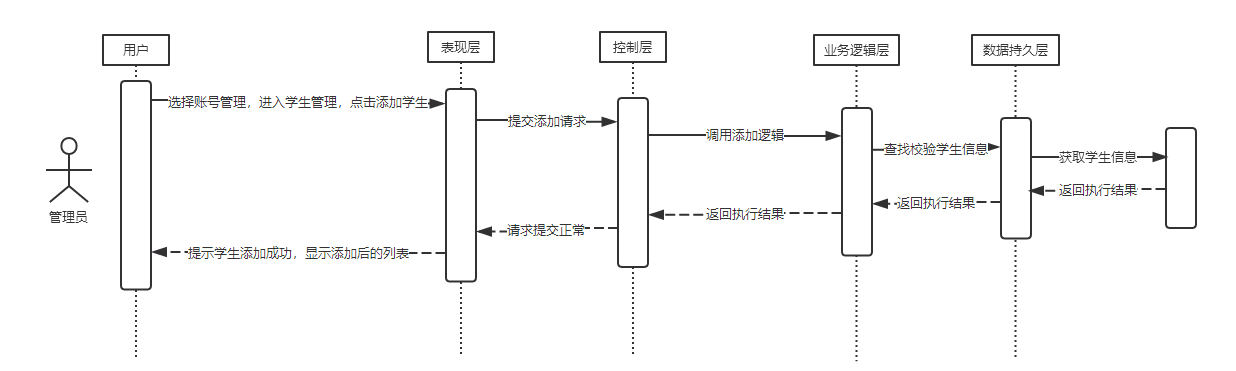 用户
表现层
控制层
业务逻辑层
数据持久层
选择账号管理，进入学生管理，点击添加学生
提交添加请求
调用添加逻辑
查找校验学生信息
获取学生信息
返回执行结果
返回执行结果
返回执行结果
请求提交正常
提示学生添加成功，显示添加后的列表
管理员